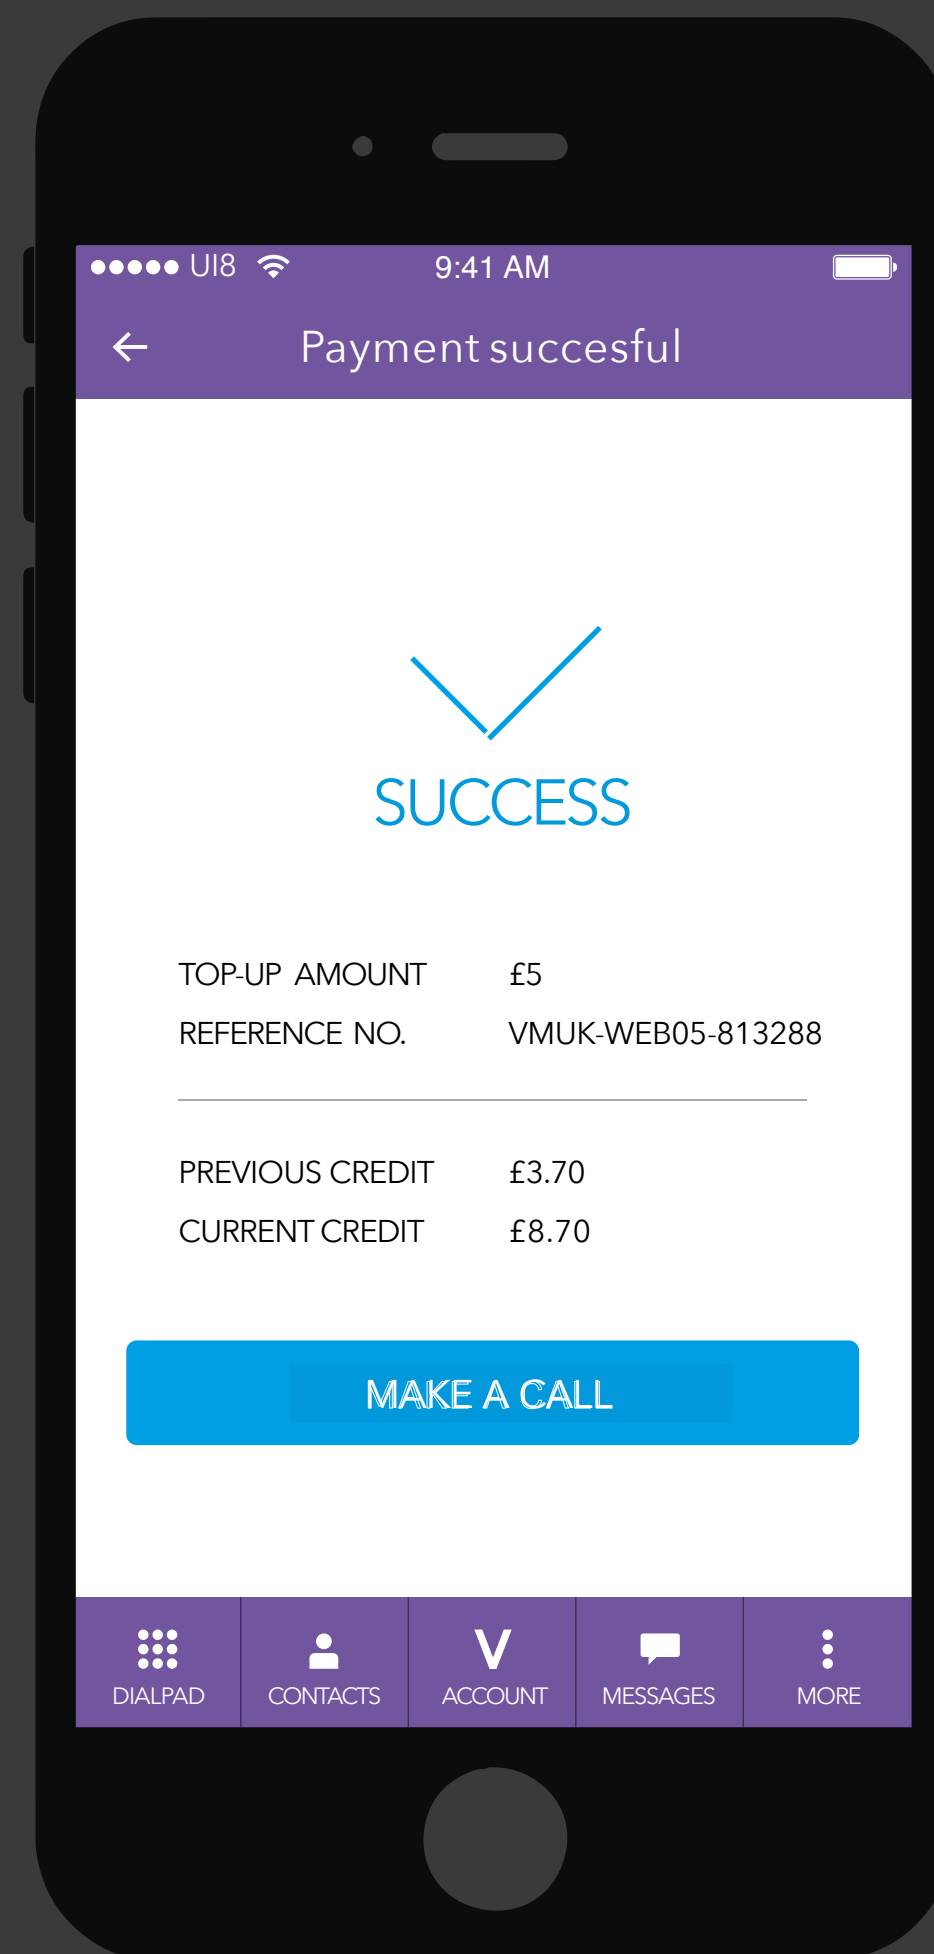 UI8 9:41 AM
Payment succesful
SUCCESS
TOP-UP AMOUNT £5
REFERENCE NO. VMUK-WEB05-813288
PREVIOUS CREDIT £3.70
CURRENT CREDIT £8.70
MAKE A CALL
V
DIALPAD CONTACTS ACCOUNT MESSAGES MORE